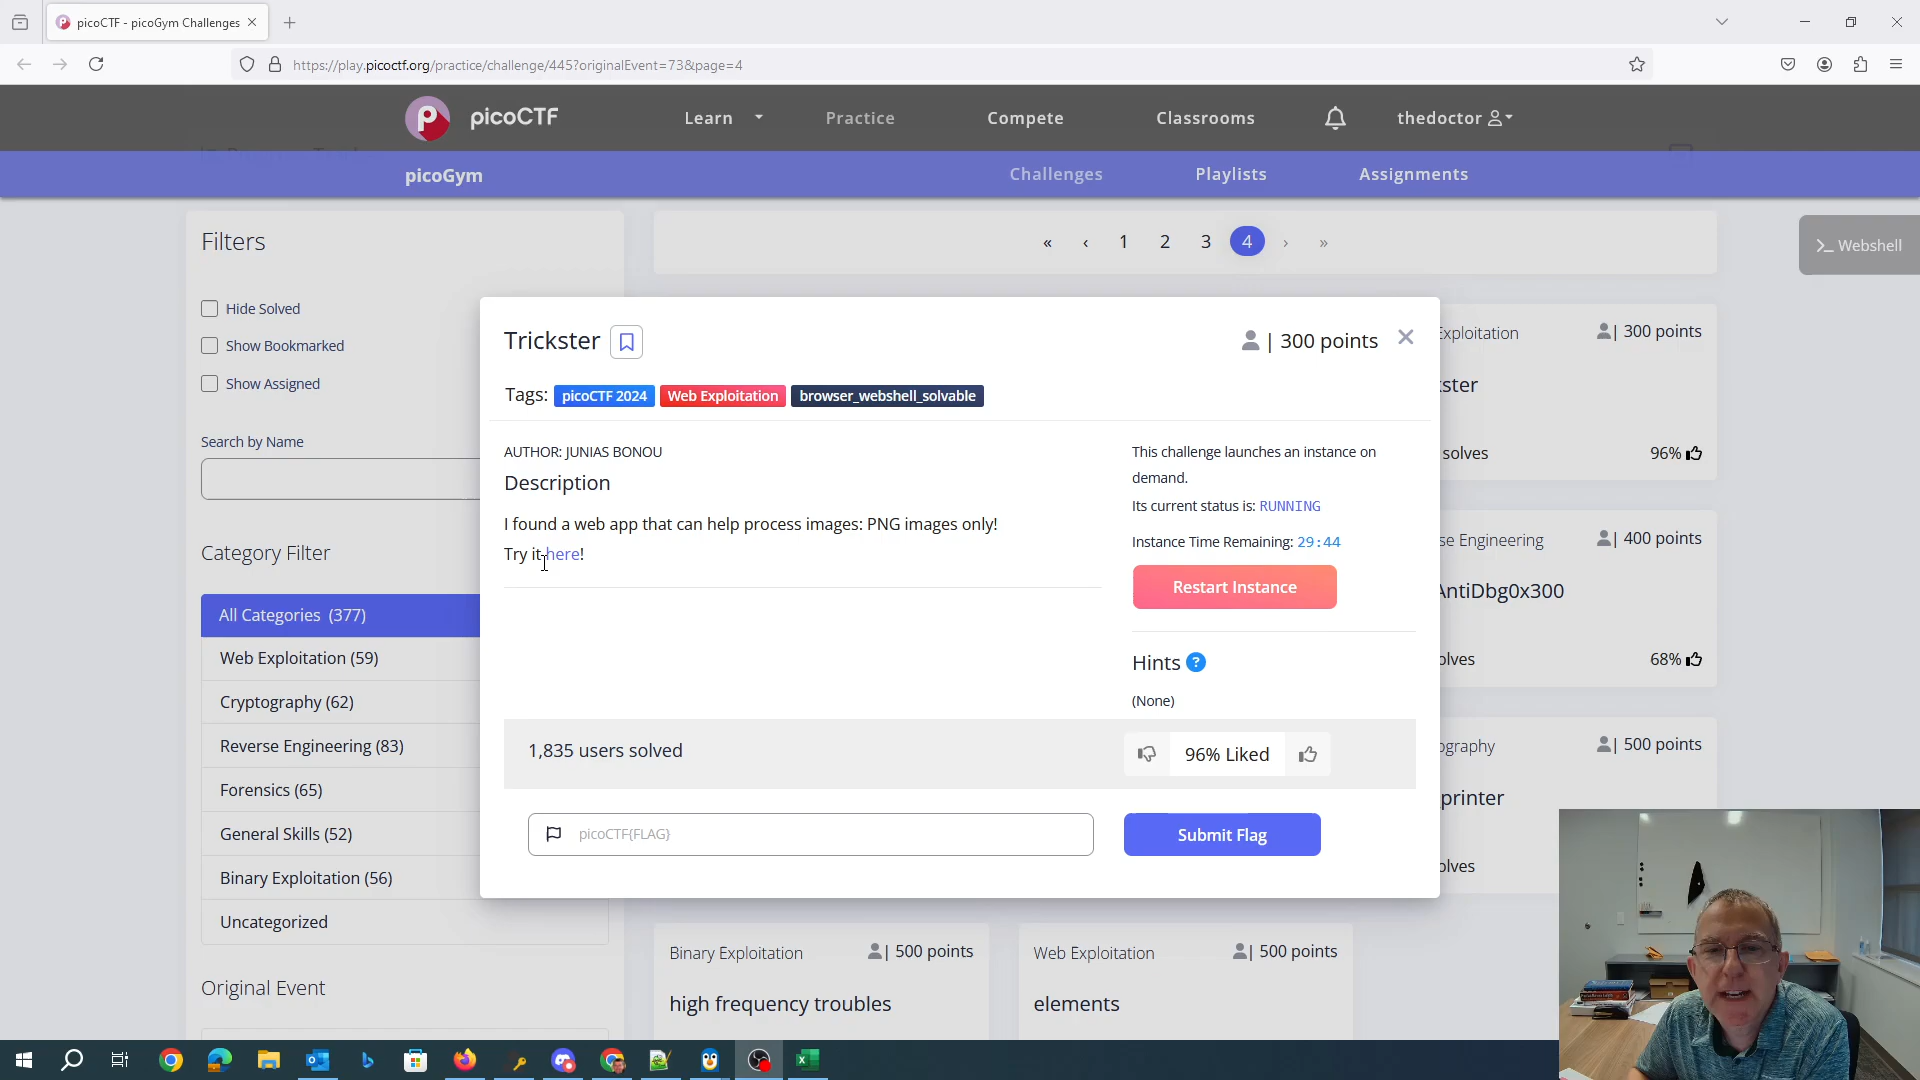 picoCTF - picoGym Challenges
https://play.picoctf.org/practice/challenge/445?originalEvent=73&page=4
picoCTF
Learn
Practice
Compete
Classrooms
thedoctor
picoGym
Challenges
Playlists
Assignments
Filters
« ‹ 1 2 3 4 › »
>_ Webshell
Hide Solved
Show Bookmarked
Show Assigned
Search by Name
Category Filter
All Categories (377)
Web Exploitation (59)
Cryptography (62)
Reverse Engineering (83)
Forensics (65)
General Skills (52)
Binary Exploitation (56)
Uncategorized
Original Event
Trickster
| 300 points
Tags: picoCTF 2024 Web Exploitation browser_webshell_solvable
AUTHOR: JUNIAS BONOU
Description
I found a web app that can help process images: PNG images only!
Try it here!
This challenge launches an instance on
demand.
Its current status is: RUNNING
Instance Time Remaining: 29:44
Restart Instance
Hints ?
(None)
1,835 users solved
96% Liked
picoCTF{FLAG}
Submit Flag
Exploitation
| 300 points
kster
solves
96%
se Engineering
| 400 points
AntiDbg0x300
olves
68%
ography
| 500 points
printer
olves
Binary Exploitation
| 500 points
high frequency troubles
Web Exploitation
| 500 points
elements